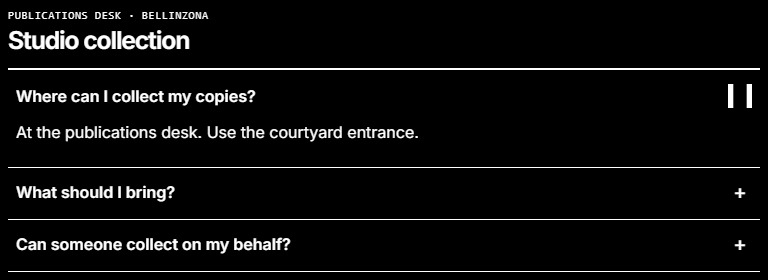 PUBLICATIONS DESK · BELLINZONA
Studio collection
Where can I collect my copies?
At the publications desk. Use the courtyard entrance.
What should I bring?
+
Can someone collect on my behalf?
+